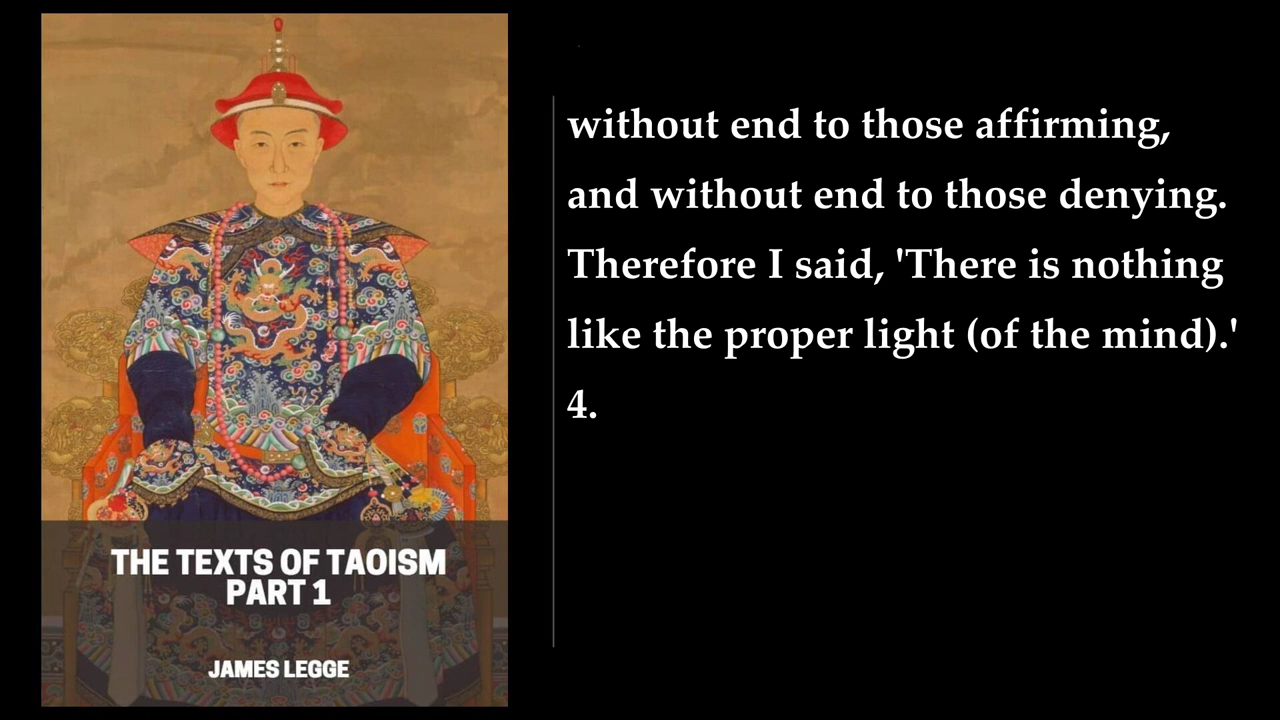 THE TEXTS OF TAOISM
PART 1
JAMES LEGGE
without end to those affirming,
and without end to those denying.
Therefore I said, 'There is nothing
like the proper light (of the mind).'
4.